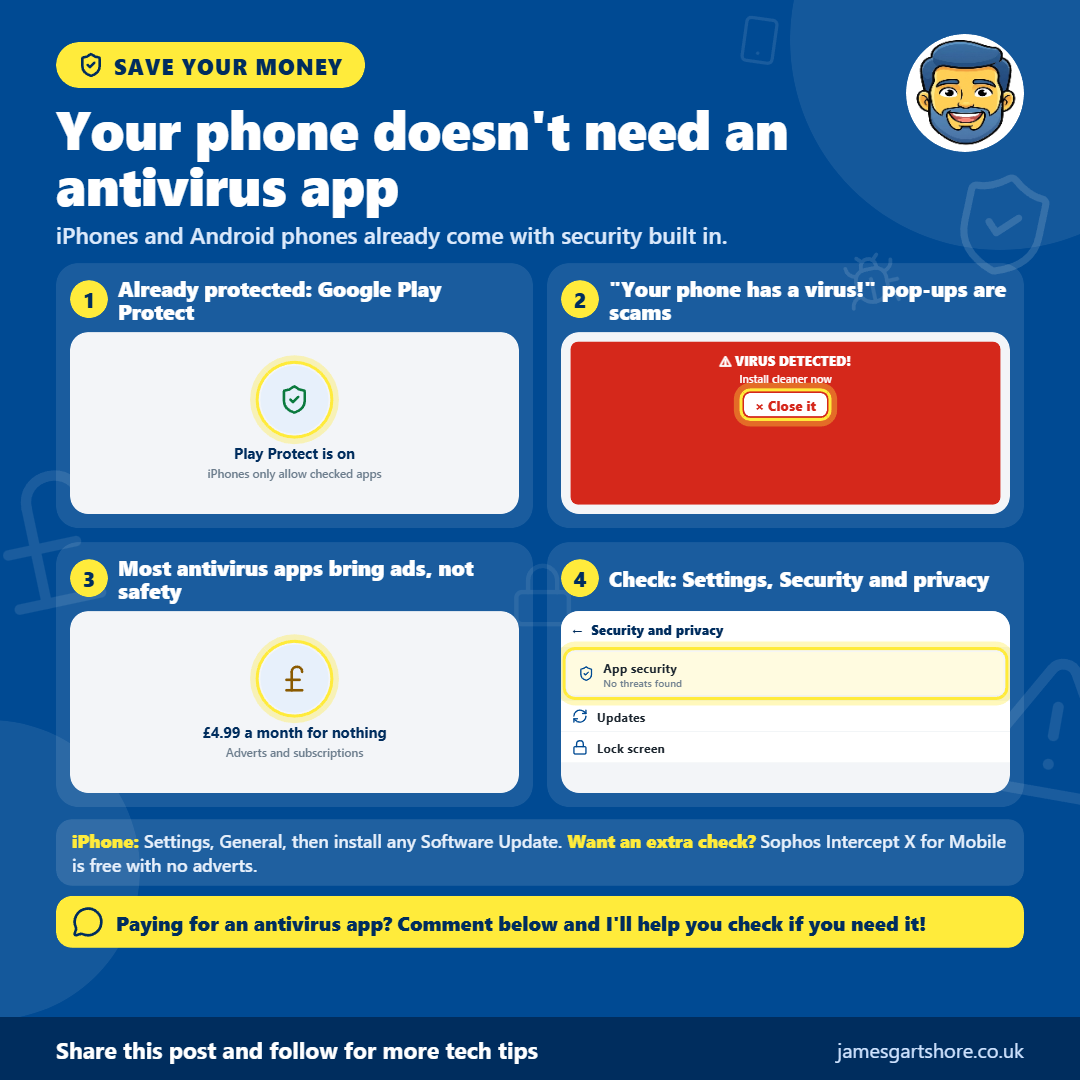 SAVE YOUR MONEY
Your phone doesn't need an
antivirus app
iPhones and Android phones already come with security built in.
1
Already protected: Google Play
Protect
Play Protect is on
iPhones only allow checked apps
2
"Your phone has a virus!" pop-ups are
scams
⚠ VIRUS DETECTED!
Install cleaner now
× Close it
3
Most antivirus apps bring ads, not
safety
£
£4.99 a month for nothing
Adverts and subscriptions
4
Check: Settings, Security and privacy
← Security and privacy
App security
No threats found
Updates
Lock screen
iPhone: Settings, General, then install any Software Update. Want an extra check? Sophos Intercept X for Mobile
is free with no adverts.
Paying for an antivirus app? Comment below and I'll help you check if you need it!
Share this post and follow for more tech tips
jamesgartshore.co.uk